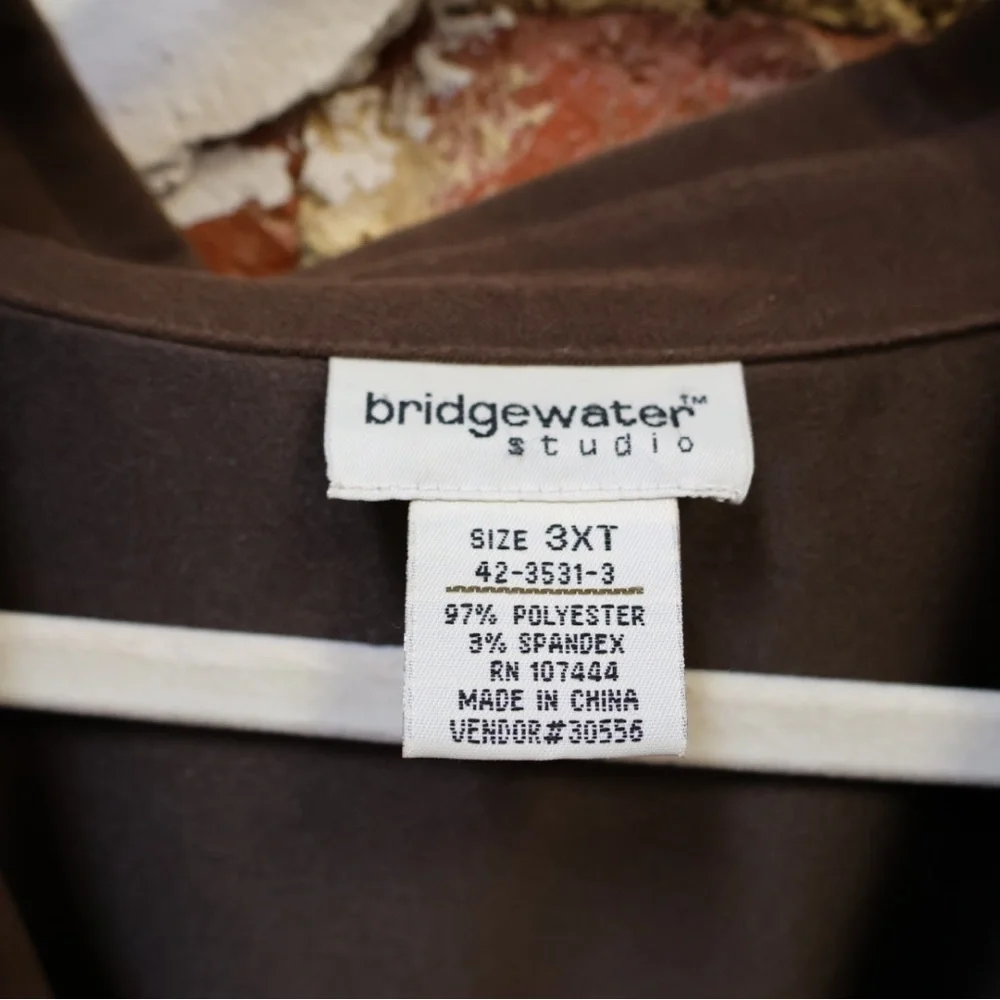 bridgewater™
studio
SIZE 3XT
42-3531-3
97% POLYESTER
3% SPANDEX
RN 107444
MADE IN CHINA
VENDOR#30556